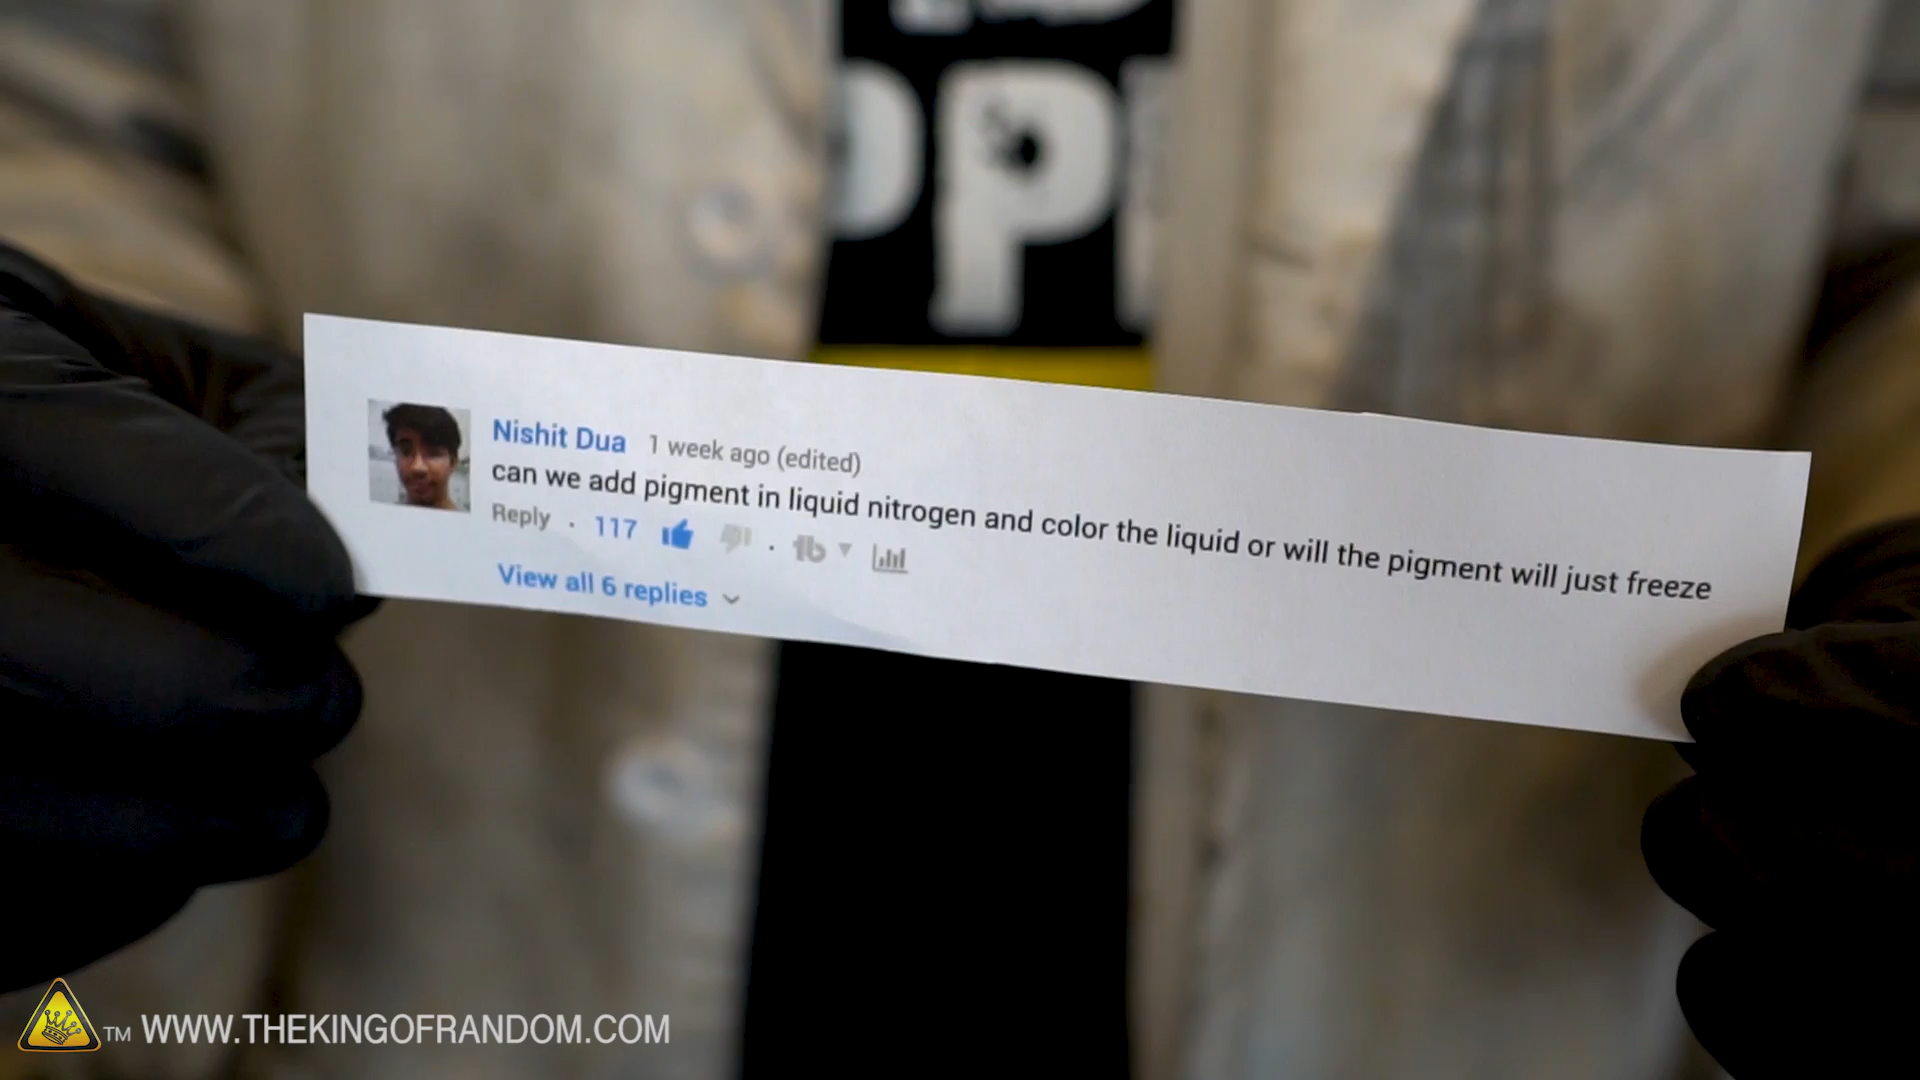 PP
Nishit Dua 1 week ago (edited)
can we add pigment in liquid nitrogen and color the liquid or will the pigment will just freeze
Reply · 117 ·
View all 6 replies
TM WWW.THEKINGOFRANDOM.COM